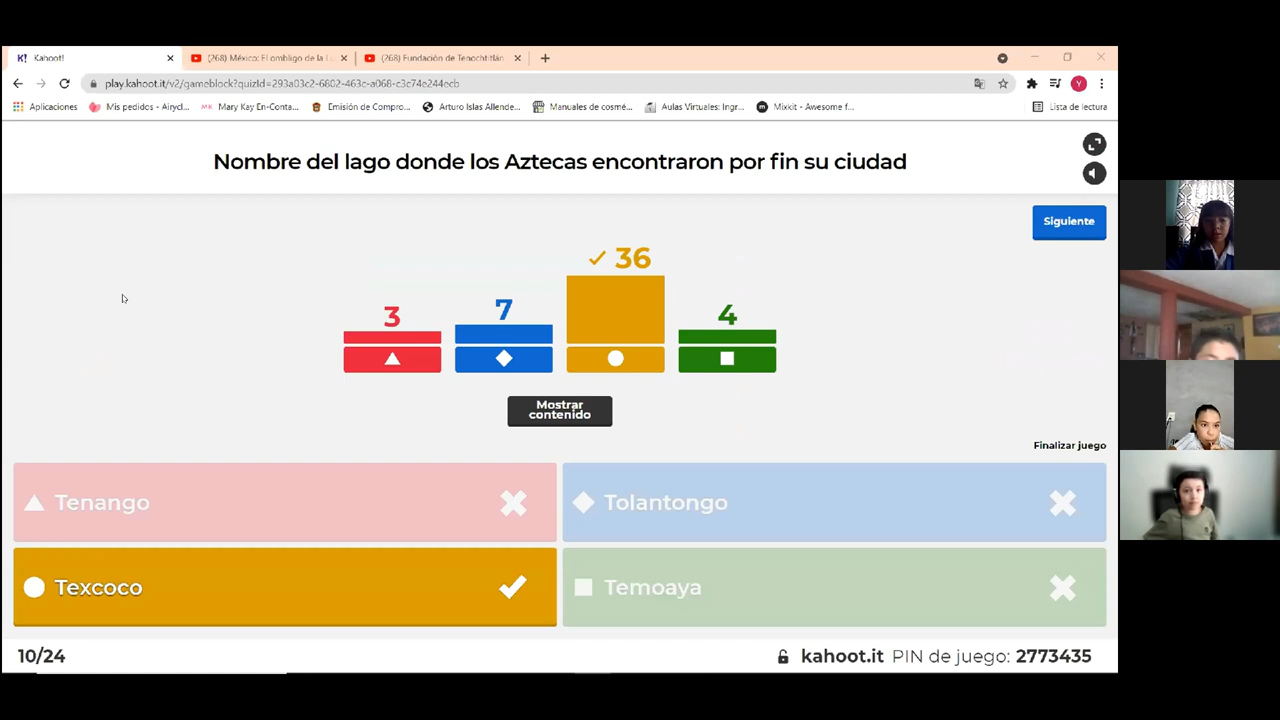 Kahoot!
(268) México: El ombligo de la L
(268) Fundación de Tenochtitlán
play.kahoot.it/v2/gameblock?quizId=293a03c2-6802-463c-a068-c3c74e244ecb
Aplicaciones
Mis pedidos - Airycl...
MK Mary Kay En-Conta...
Emisión de Compro...
Arturo Islas Allende...
Manuales de cosmé...
Aulas Virtuales: Ingr...
Mixkit - Awesome f...
Lista de lectura
Nombre del lago donde los Aztecas encontraron por fin su ciudad
Siguiente
3
7
36
4
Mostrar
contenido
Finalizar juego
Tenango
Tolantongo
Texcoco
Temoaya
10/24
kahoot.it PIN de juego: 2773435